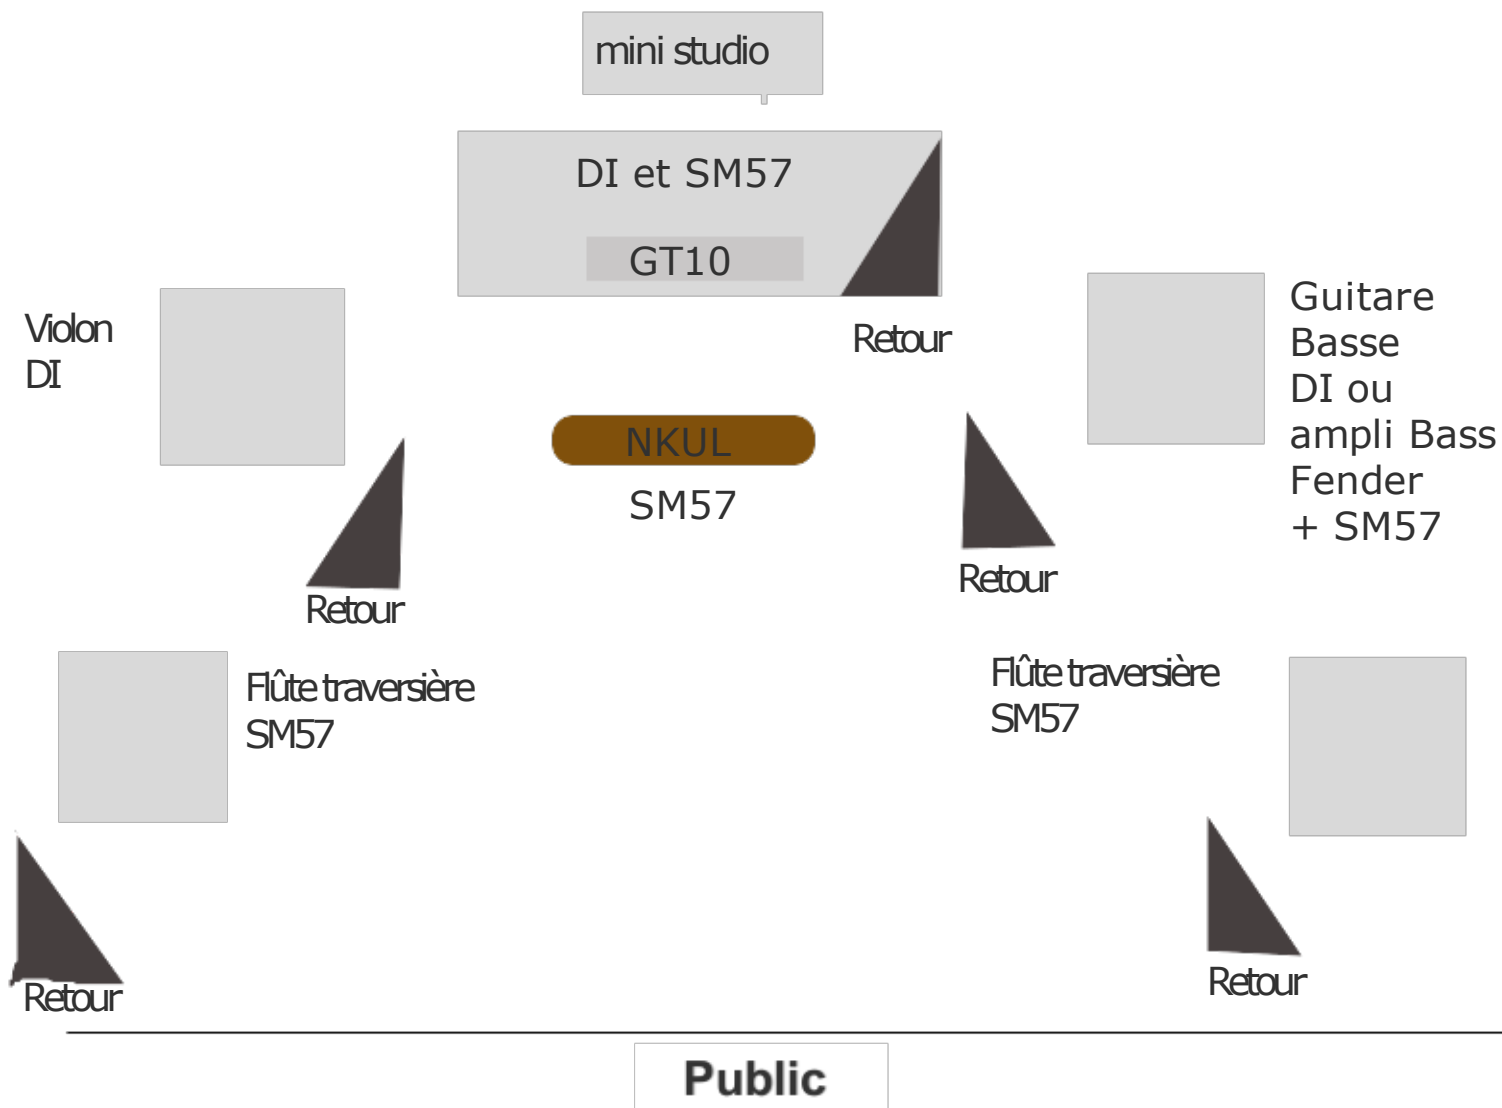 mini studio
DI et SM57
GT10
Retour
Violon
DI
Guitare
Basse
DI ou
ampli Bass
Fender
+ SM57
NKUL
SM57
Retour
Retour
Flûte traversière
SM57
Flûte traversière
SM57
Retour
Retour
Public